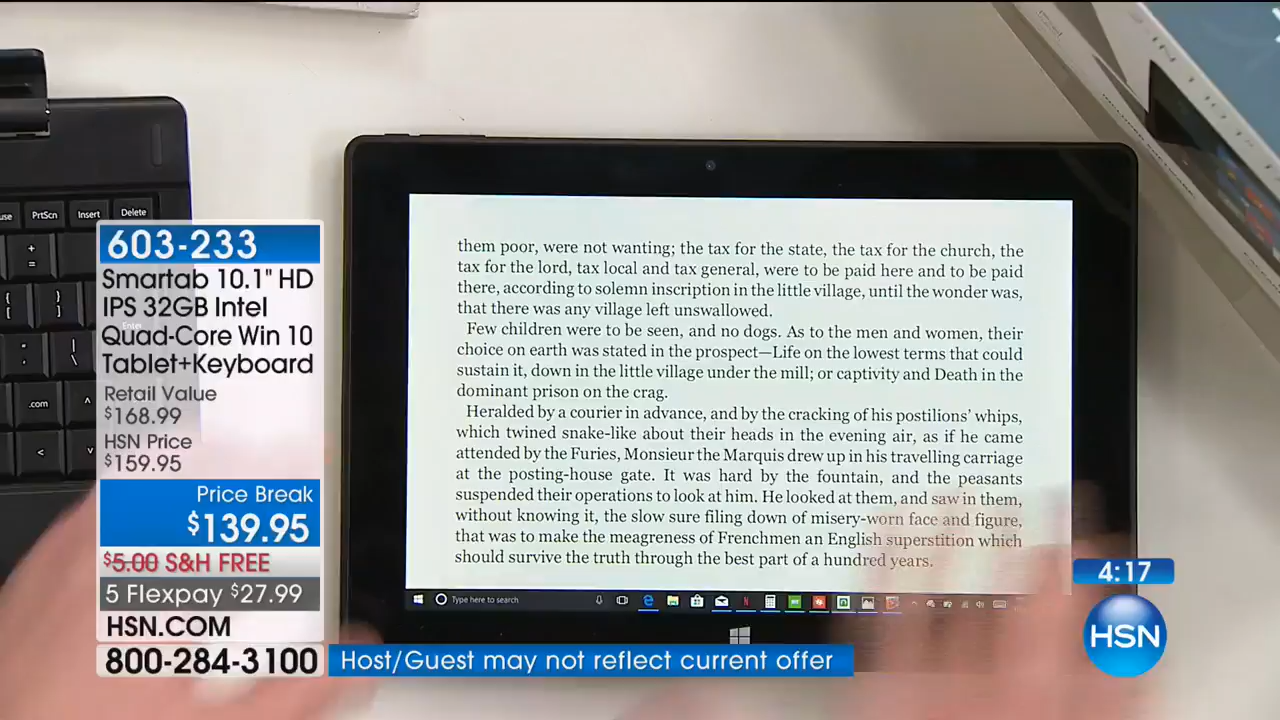 PrtScn
Insert
Delete
+
=
{
[
}
]
:
;
|
\
.com
^
<
v
603-233
Smartab 10.1" HD
IPS 32GB Intel
Quad-Core Win 10
Tablet+Keyboard
Retail Value
$168.99
HSN Price
$159.95
Price Break
$139.95
$5.00 S&H FREE
5 Flexpay $27.99
HSN.COM
800-284-3100
Host/Guest may not reflect current offer
them poor, were not wanting; the tax for the state, the tax for the church, the
tax for the lord, tax local and tax general, were to be paid here and to be paid
there, according to solemn inscription in the little village, until the wonder was,
that there was any village left unswallowed.
Few children were to be seen, and no dogs. As to the men and women, their
choice on earth was stated in the prospect—Life on the lowest terms that could
sustain it, down in the little village under the mill; or captivity and Death in the
dominant prison on the crag.
Heralded by a courier in advance, and by the cracking of his postilions' whips,
which twined snake-like about their heads in the evening air, as if he came
attended by the Furies, Monsieur the Marquis drew up in his travelling carriage
at the posting-house gate. It was hard by the fountain, and the peasants
suspended their operations to look at him. He looked at them, and saw in them,
without knowing it, the slow sure filing down of misery-worn face and figure,
that was to make the meagreness of Frenchmen an English superstition which
should survive the truth through the best part of a hundred years.
Type here to search
4:17
HSN